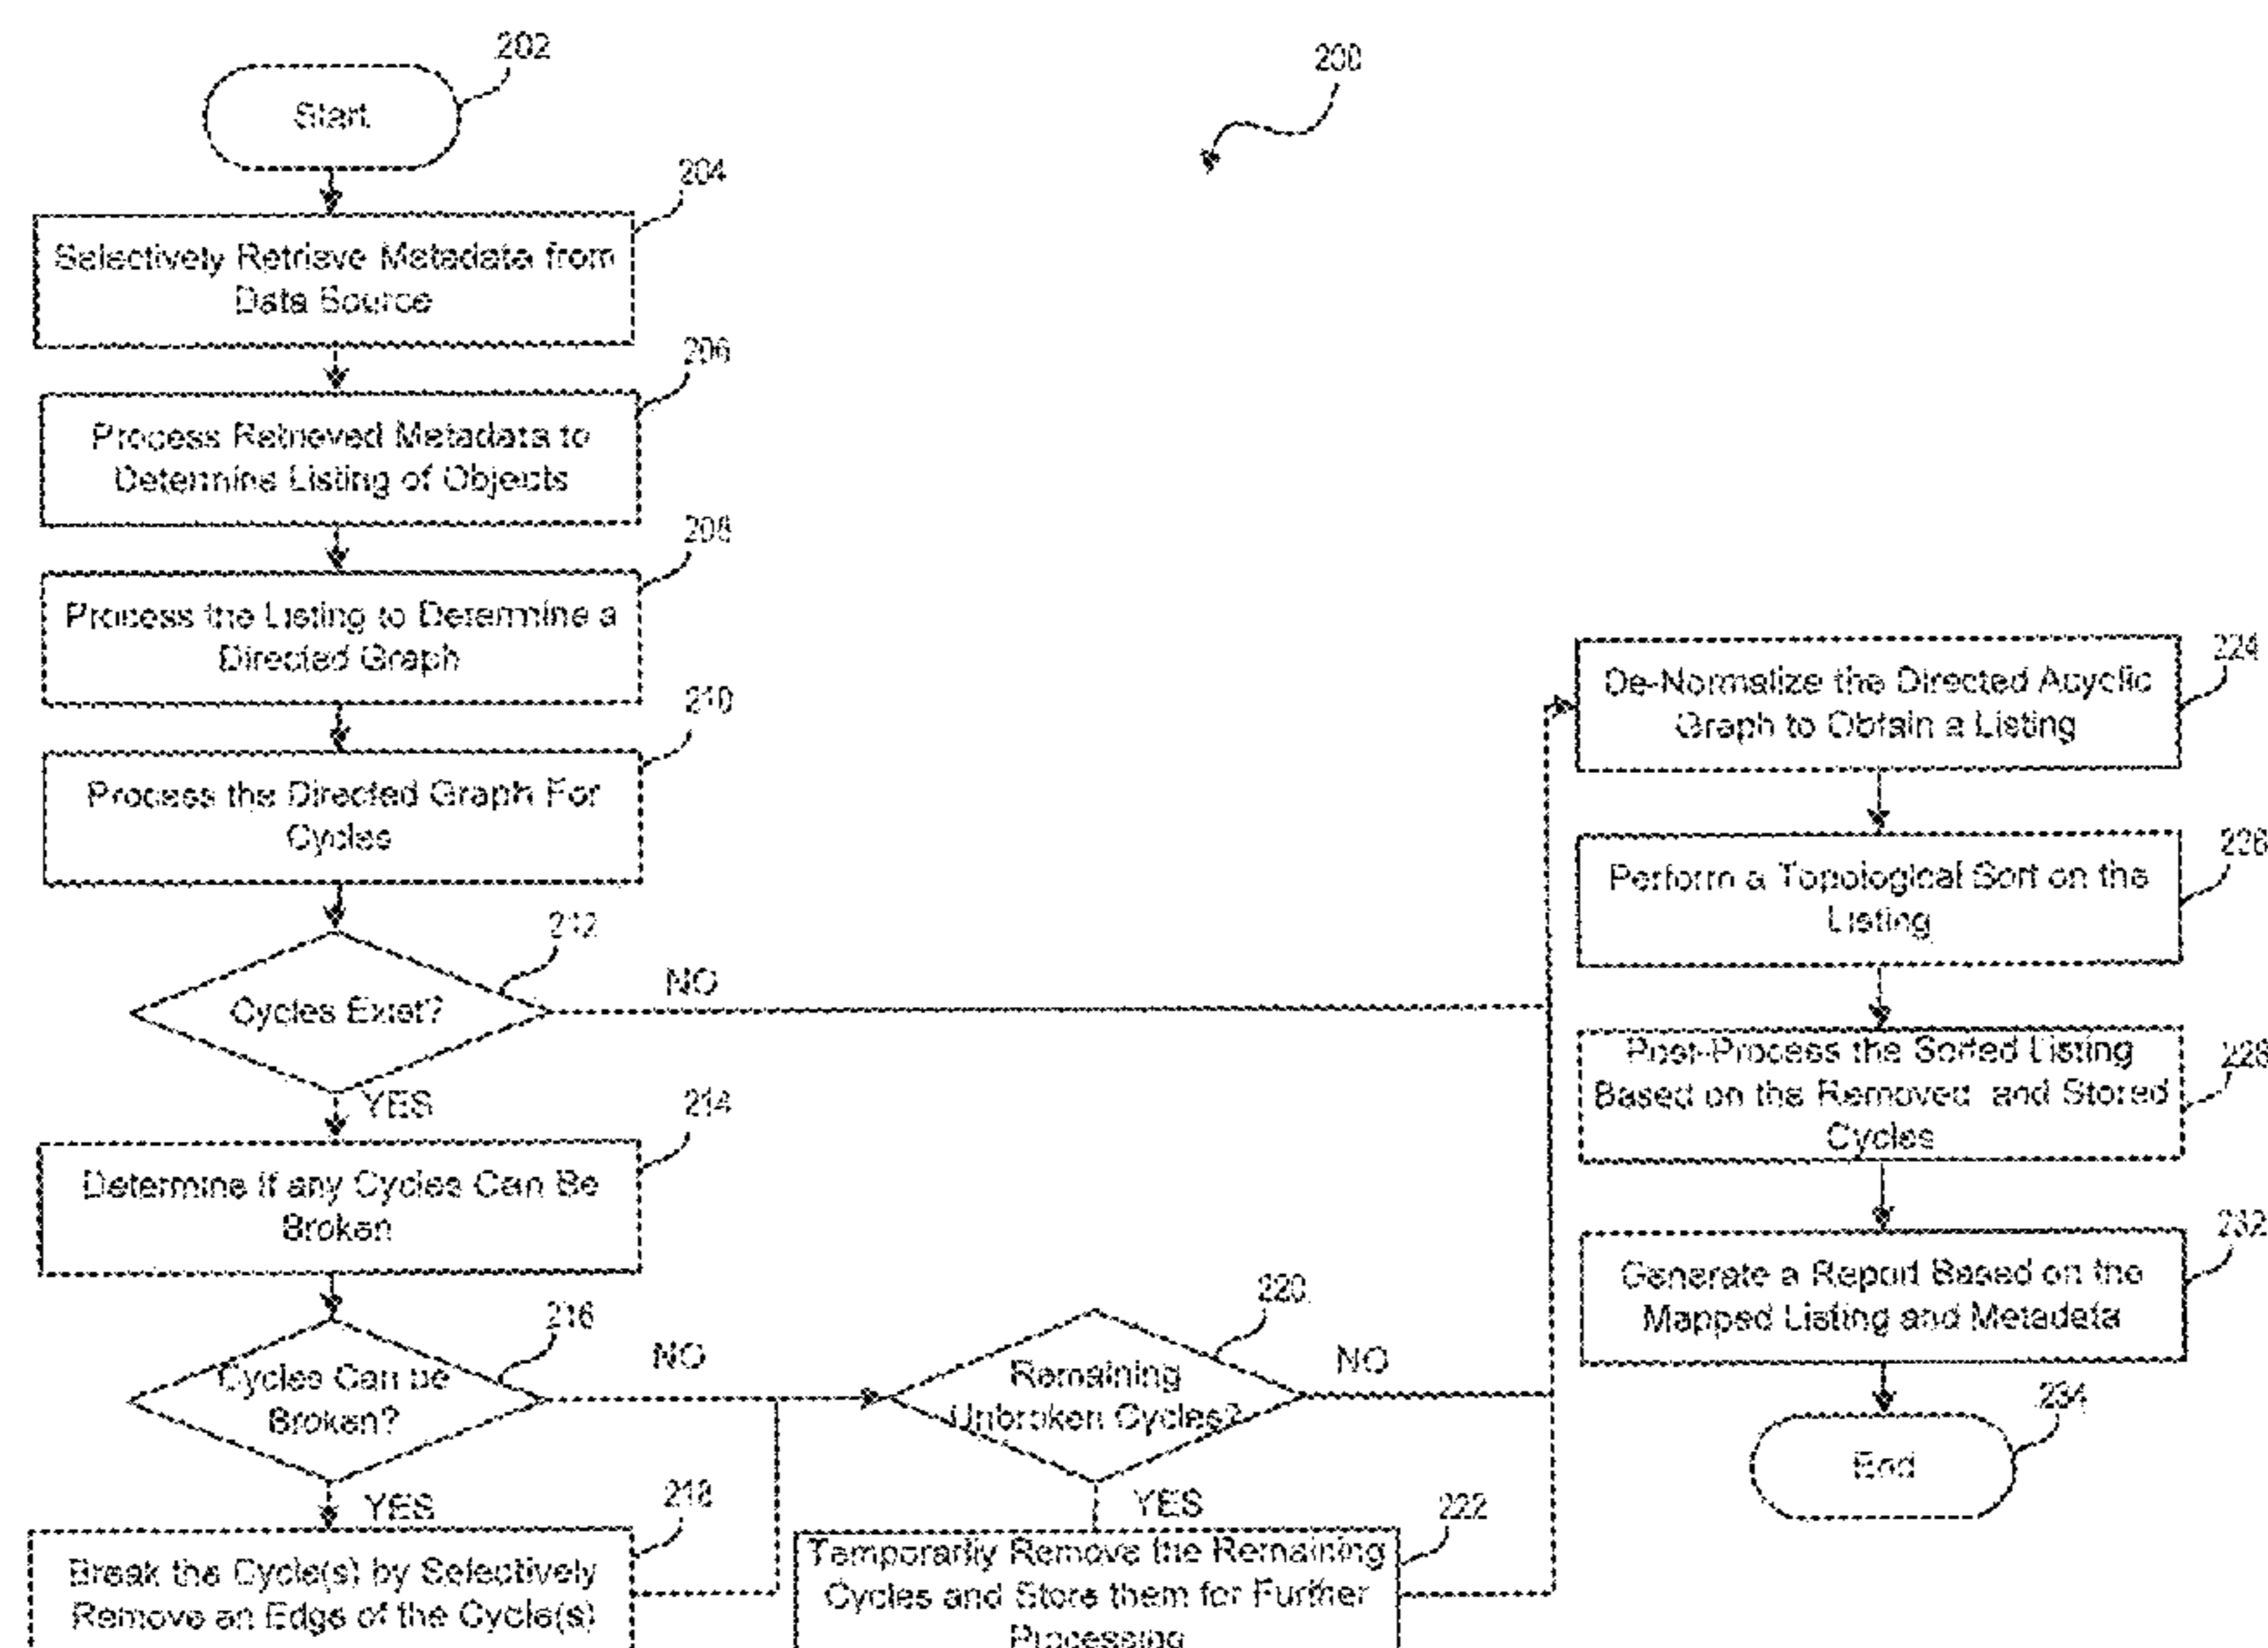 202
200
Start
204
Selectively Retrieve Metadata from
Data Source
206
Process Retrieved Metadata to
Determine Listing of Objects
208
Process the Listing to Determine a
Directed Graph
210
Process the Directed Graph For
Cycles
212
Cycles Exist?
NO
YES
214
Determine if any Cycles Can Be
Broken
216
Cycles Can be
Broken?
NO
YES
218
Break the Cycle(s) by Selectively
Remove an Edge of the Cycle(s)
220
Remaining
Unbroken Cycles?
NO
YES
222
Temporarily Remove the Remaining
Cycles and Store them for Further
Processing
224
De-Normalize the Directed Acyclic
Graph to Obtain a Listing
226
Perform a Topological Sort on the
Listing
228
Post-Process the Sorted Listing
Based on the Removed and Stored
Cycles
232
Generate a Report Based on the
Mapped Listing and Metadata
234
End